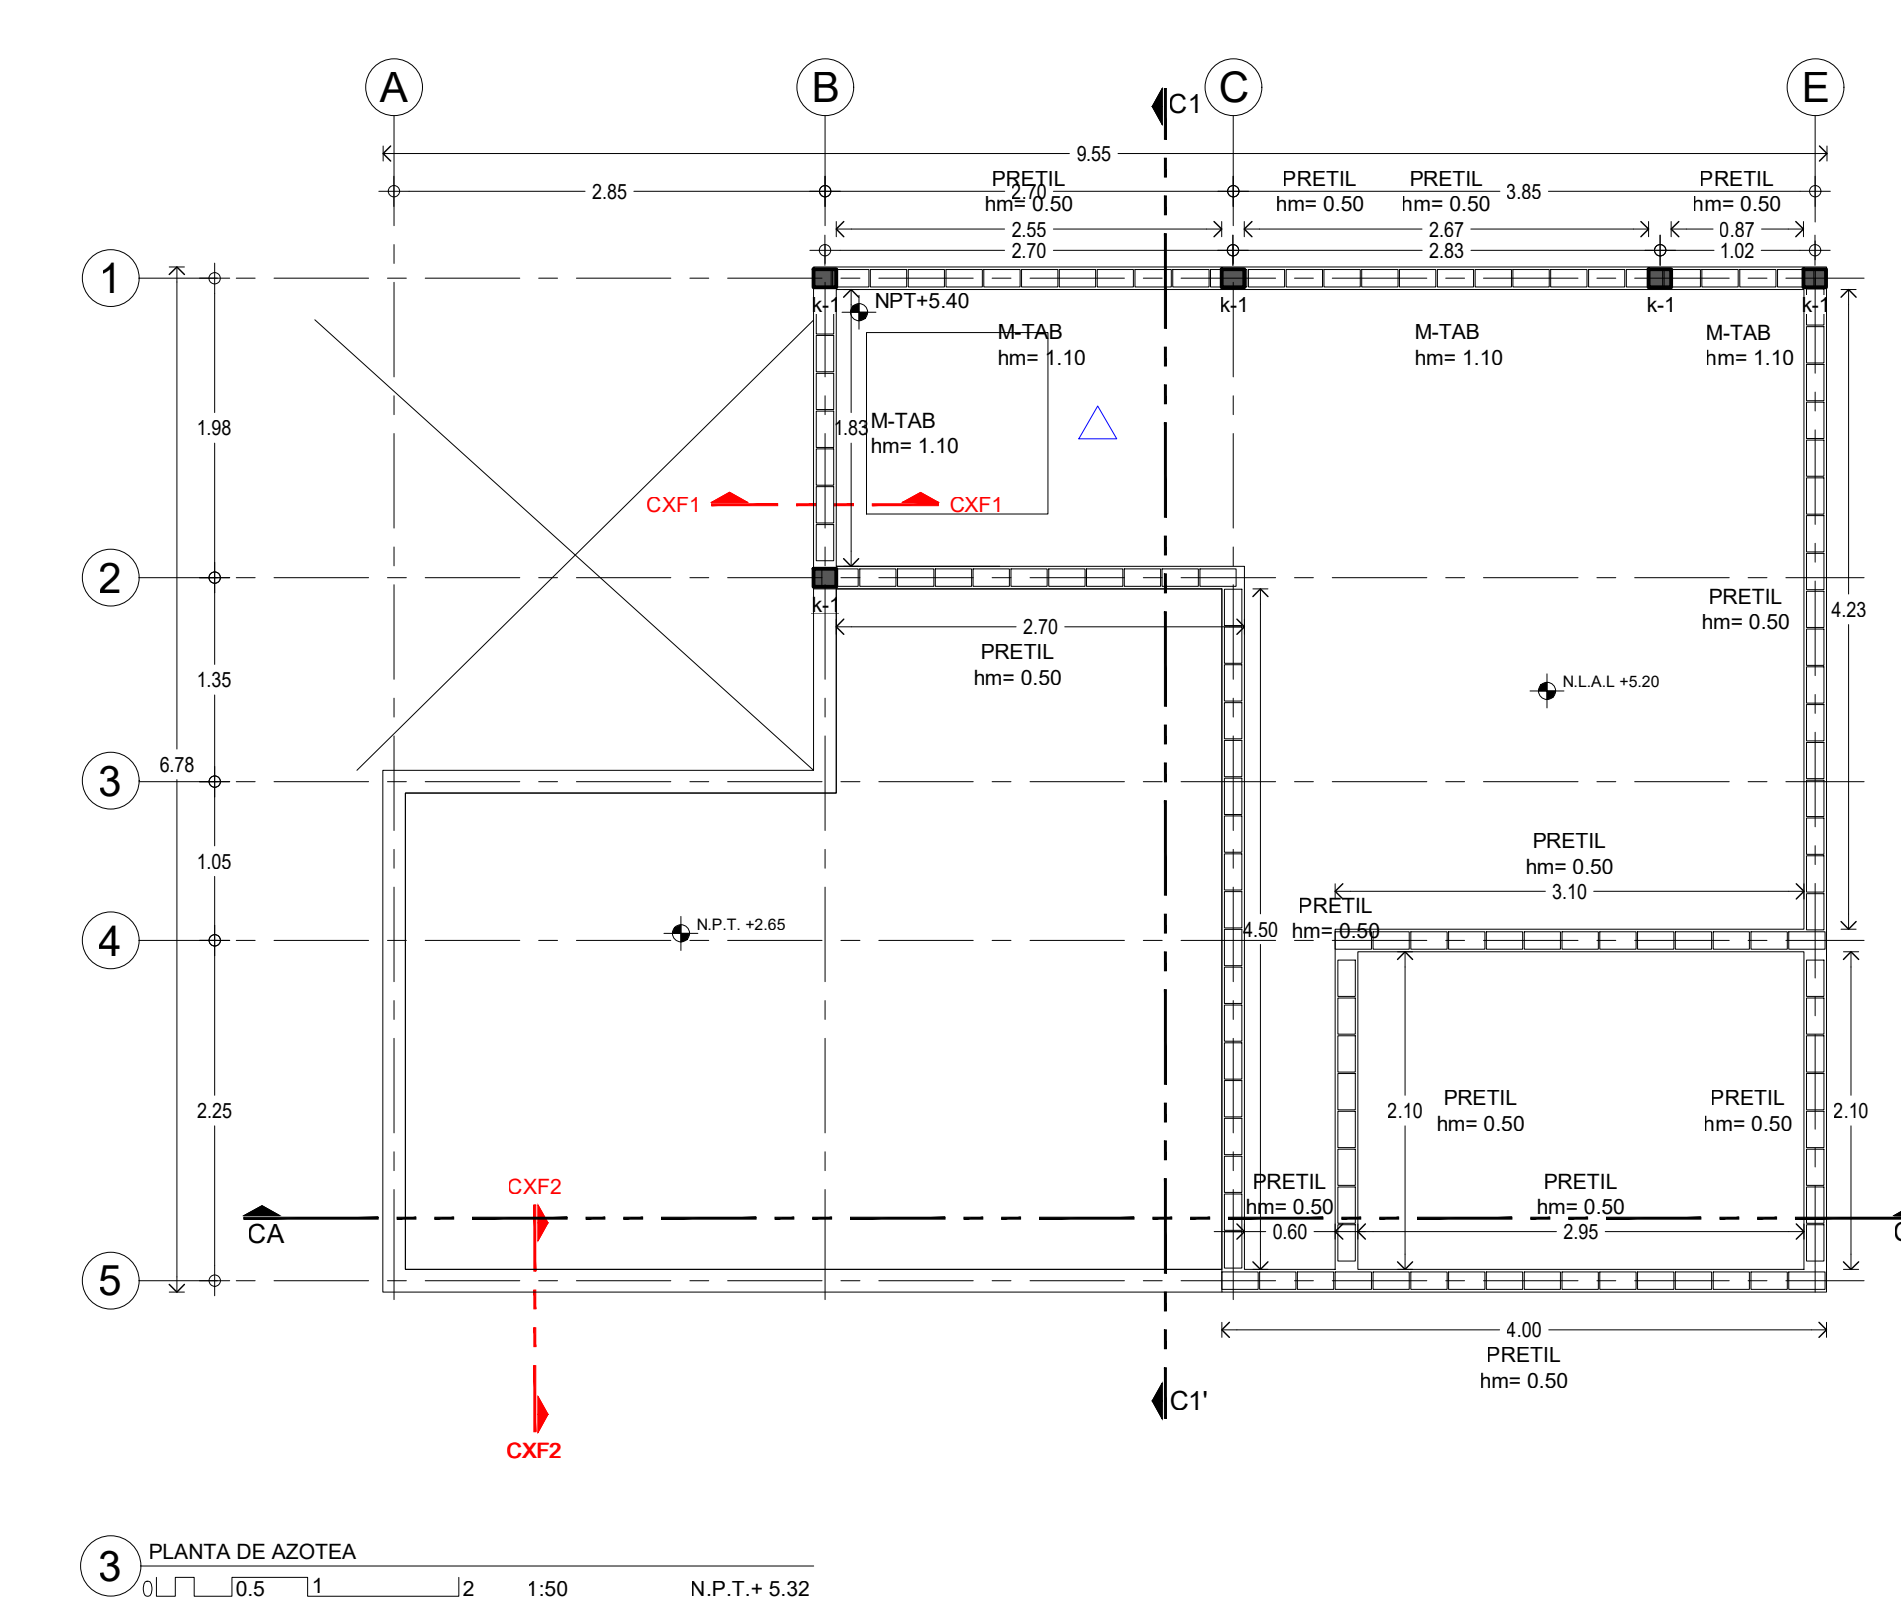 A
B
C1
C
E
9.55
2.85
PRETIL
2.70
hm= 0.50
PRETIL
hm= 0.50
PRETIL
hm= 0.50
3.85
PRETIL
hm= 0.50
2.55
2.67
0.87
2.70
2.83
1.02
1
k-1
NPT+5.40
k-1
k-1
k-1
M-TAB
hm= 1.10
M-TAB
hm= 1.10
M-TAB
hm= 1.10
1.98
1.83
M-TAB
hm= 1.10
CXF1
CXF1
2
k-1
PRETIL
hm= 0.50
4.23
2.70
PRETIL
hm= 0.50
1.35
N.L.A.L +5.20
6.78
3
1.05
PRETIL
hm= 0.50
3.10
PRETIL
hm= 0.50
4.50
N.P.T. +2.65
4
2.25
2.10
PRETIL
hm= 0.50
PRETIL
hm= 0.50
2.10
CXF2
PRETIL
hm= 0.50
PRETIL
hm= 0.50
CA
0.60
2.95
5
4.00
PRETIL
hm= 0.50
C1'
CXF2
3
PLANTA DE AZOTEA
0
0.5
1
2
1:50
N.P.T.+ 5.32